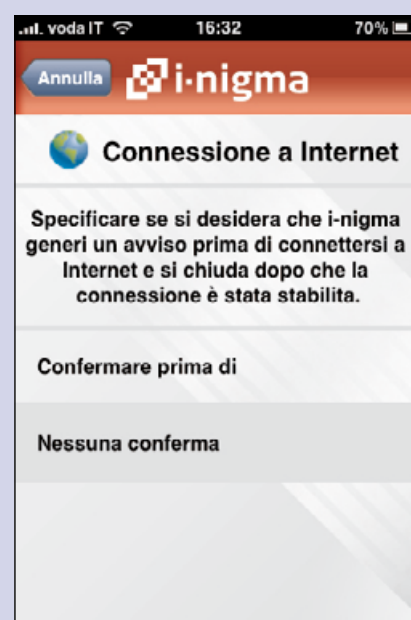 voda IT 16:32 70%
Annulla i-nigma
Connessione a Internet
Specificare se si desidera che i-nigma
generi un avviso prima di connettersi a
Internet e si chiuda dopo che la
connessione è stata stabilita.
Confermare prima di
Nessuna conferma